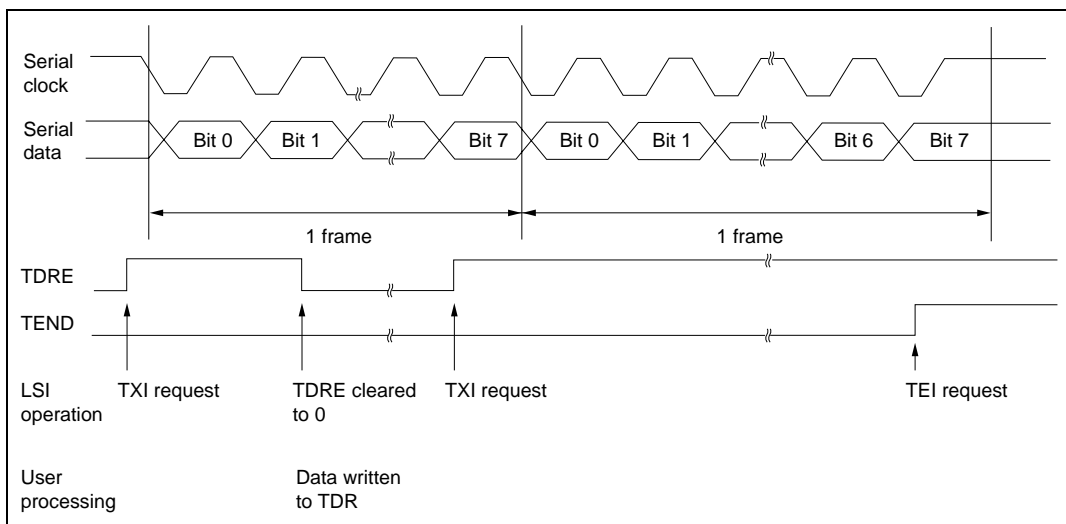 Serial
clock
Serial
data
Bit 0
Bit 1
Bit 7
Bit 0
Bit 1
Bit 6
Bit 7
1 frame
1 frame
TDRE
TEND
LSI
operation
TXI request
TDRE cleared
to 0
TXI request
TEI request
User
processing
Data written
to TDR